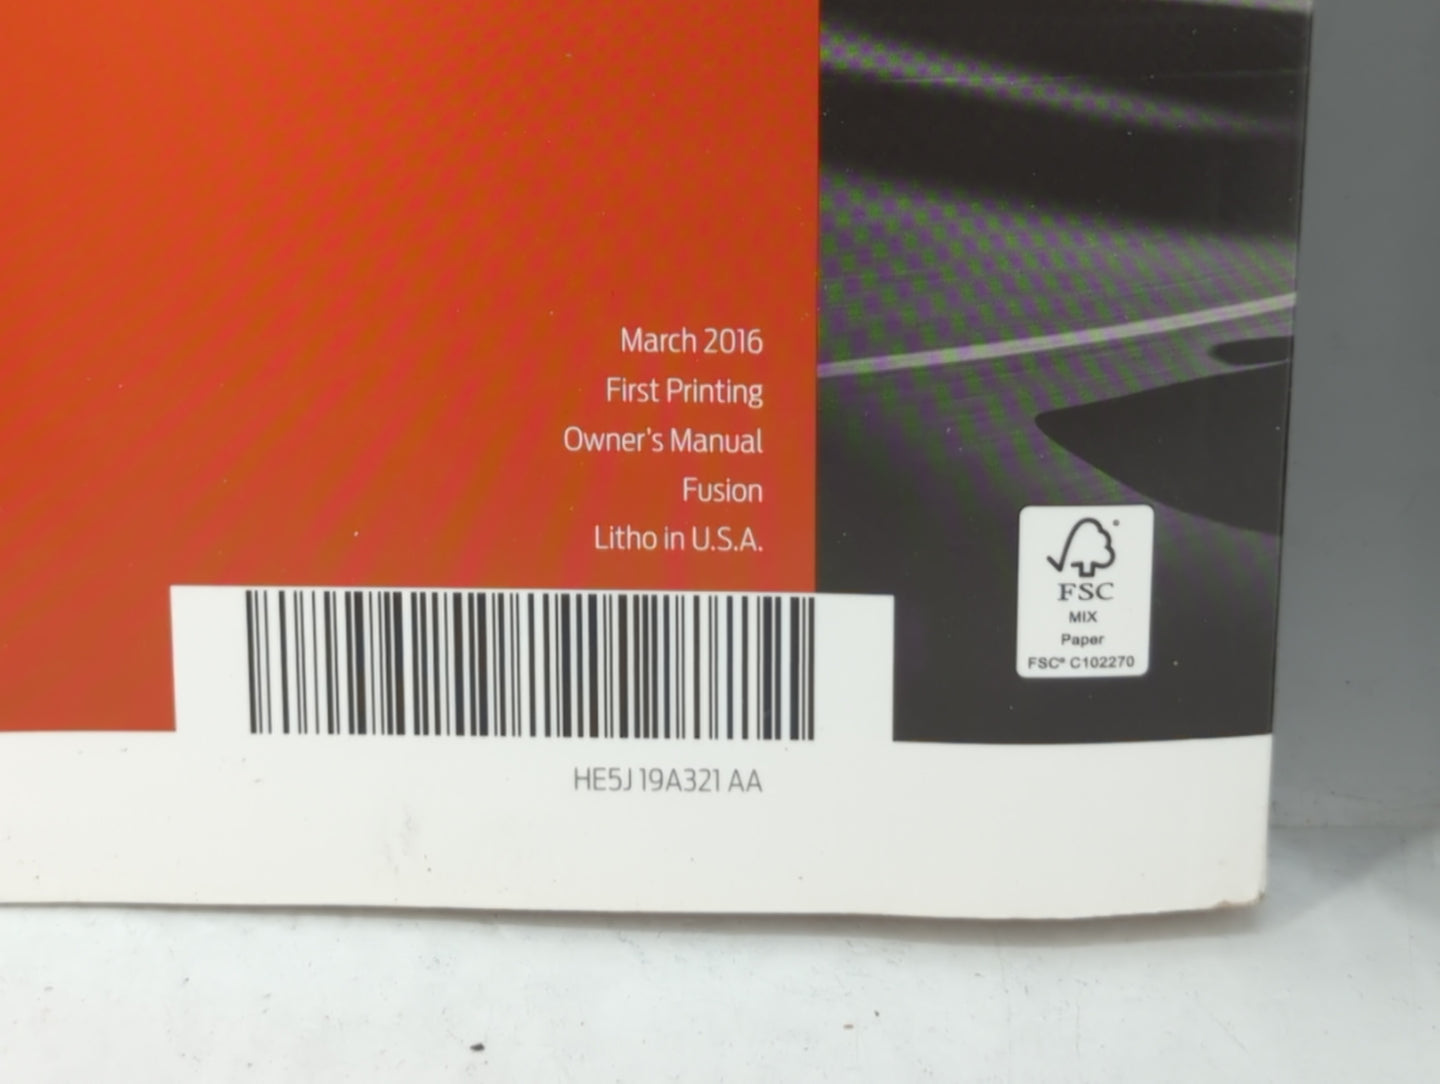 March 2016
First Printing
Owner's Manual
Fusion
Litho in U.S.A.
FSC
MIX
Paper
FSC® C102270
HE5J 19A321 AA